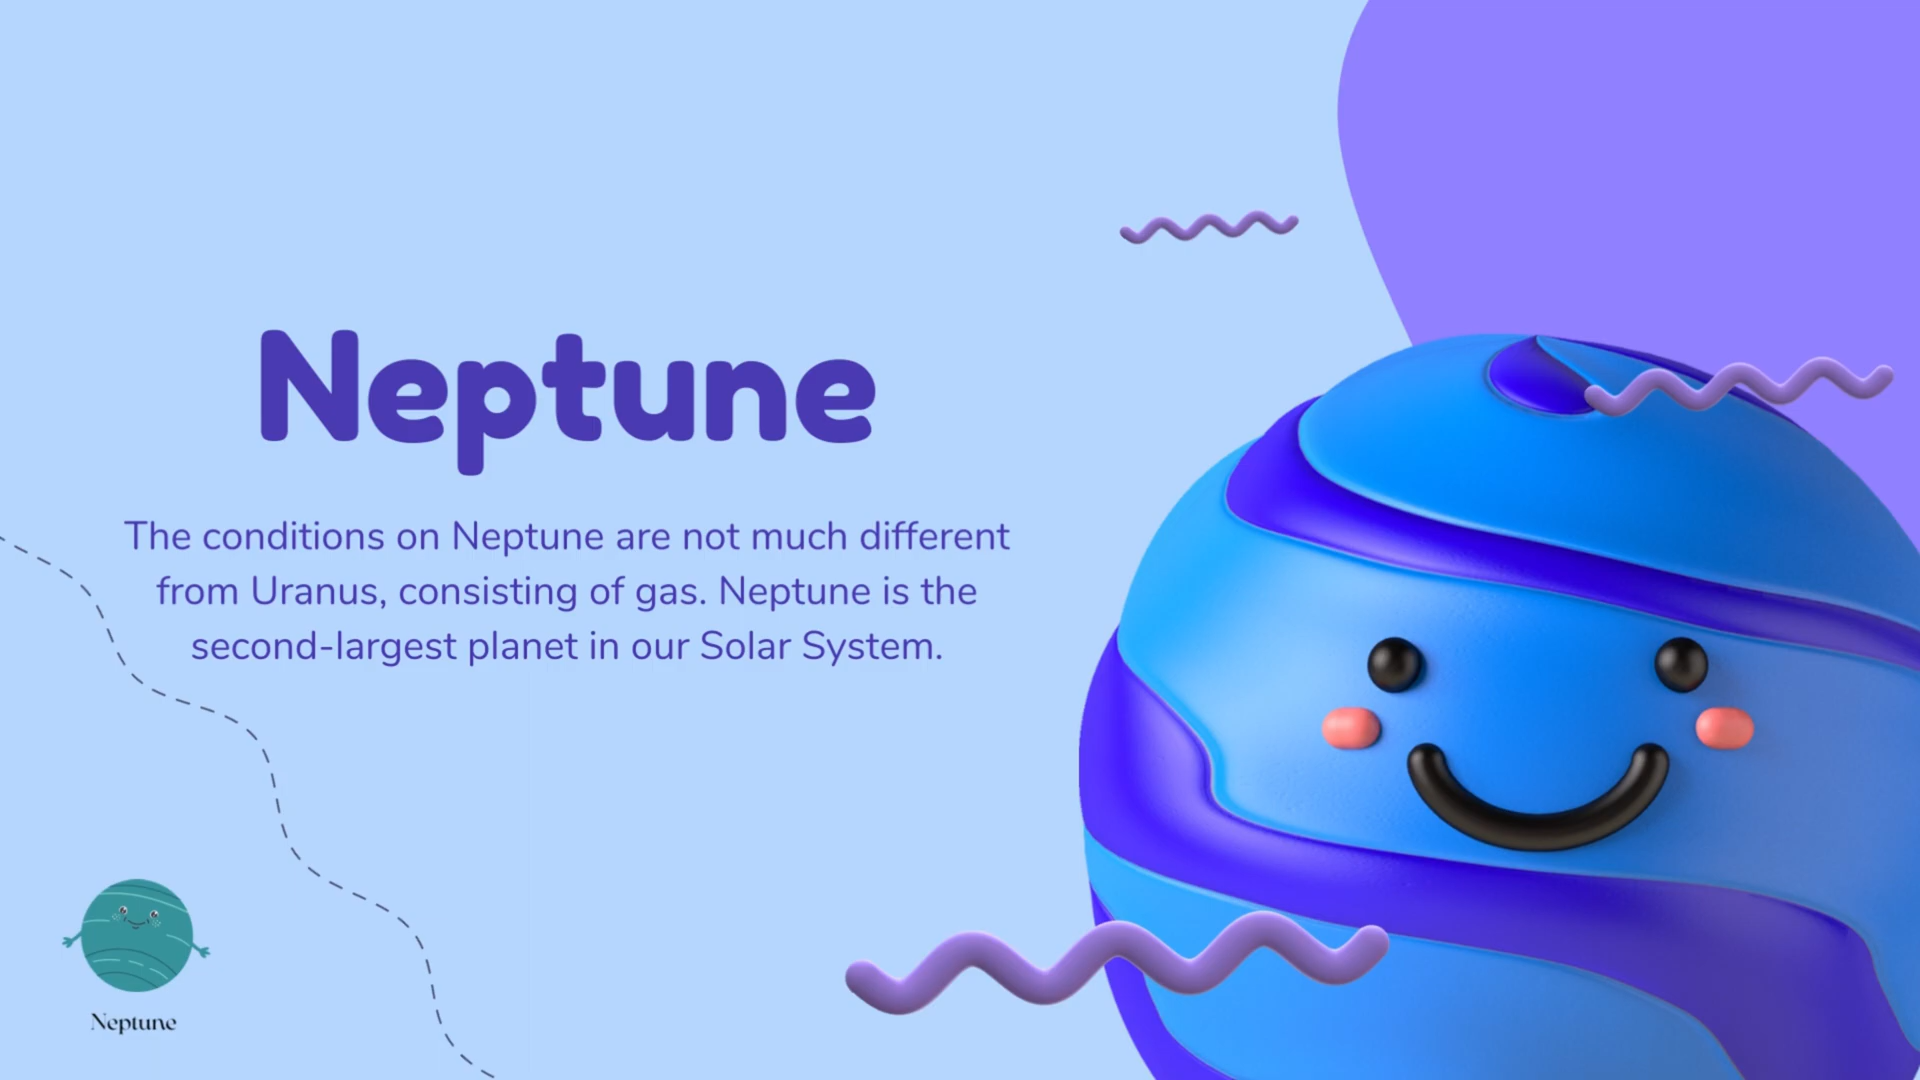 Neptune
The conditions on Neptune are not much different
from Uranus, consisting of gas. Neptune is the
second-largest planet in our Solar System.
Neptune